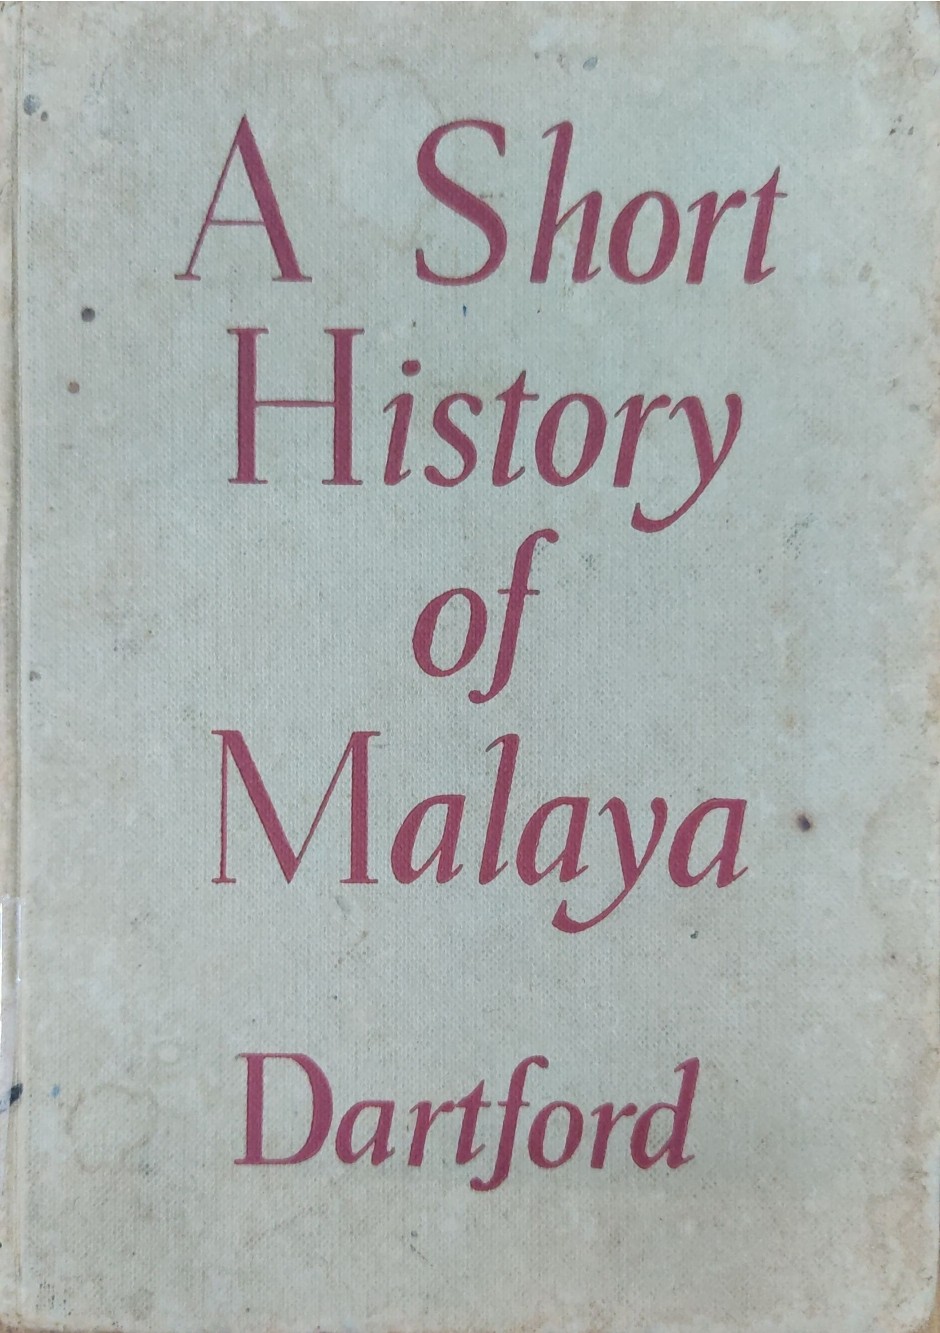 A Short
History
of
Malaya
Dartford